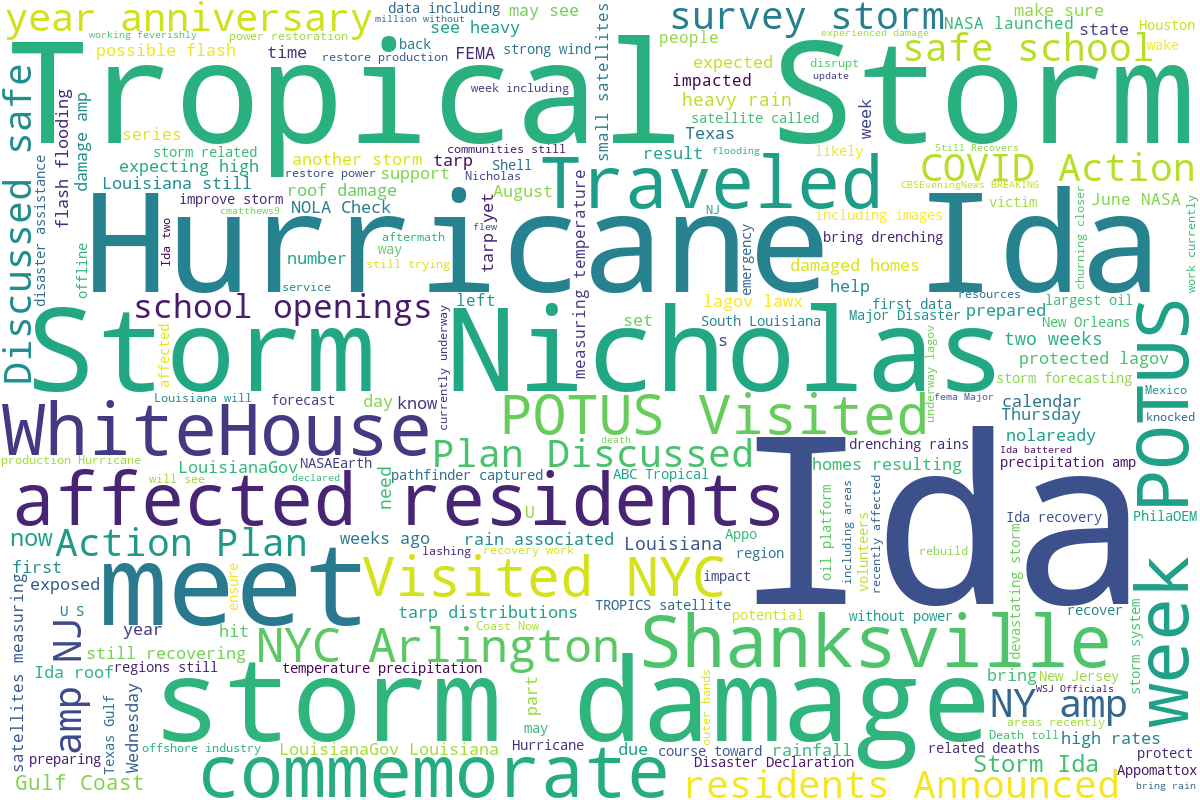 year anniversary
data including
million without
may see
see heavy
survey storm
NASA launched
make sure
Houston
working feverishly
power restoration
back
possible flash
time
restore production
FEMA
strong wind
small satellites
people
experienced damage
safe school
state
wake
Tropical Storm
Discussed safe
flash flooding
damage amp
series
week including
expected
impacted
disrupt
update
heavy rain
satellite called
week
Texas
storm related
expecting high
another storm
tarp
communities still
Shell
Nicholas
restore power
support
result
flooding
likely
Still Recovers
COVID Action
Louisiana still
roof damage
August
Traveled
CBSEveningNews BREAKING
disaster assistance
improve storm
cmatthews9
NOLA Check
NJ
victim
June NASA
Hurricane Ida
Ida two
number
aftermath
way
still trying
flew
tarp yet
measuring temperature
including images
bring drenching
emergency
damaged homes
churning closer
work currently
offline
service
help
school openings
left
set
lagov lawx
first data
Major Disaster
resources
prepared
largest oil
New Orleans
South Louisiana
s
Storm Nicholas
two weeks
protected lagov
storm forecasting
affected
currently underway
underway lagov
POTUS
Louisiana will
forecast
day
know
fema Major
calendar
Thursday
Mexico
knocked
WhiteHouse
POTUS Visited
nolaready
death
Plan Discussed
drenching rains
Ida battered
precipitation amp
production Hurricane
LouisianaGov
NASAEarth
will see
declared
need
pathfinder captured
ABC Tropical
homes resulting
affected residents
Ida
U
Ida recovery
PhilaOEM
now
Action Plan
weeks ago
rain associated
Louisiana
Appo
region
oil platform
including areas
volunteers
recently affected
rebuild
devastating storm
week
lashing
recovery work
first
exposed
meet
Visited NYC
impact
ensure
satellites measuring
U S
NJ
amp
tarp distributions
TROPICS satellite
potential
without power
recover
storm system
year
hit
Coast Now
still recovering
NYC Arlington
Shanksville
Ida roof
regions still
temperature precipitation
bring
New Jersey
WSJ Officials
Texas Gulf
Wednesday
storm damage
part
may
outer bands
NY amp
areas recently
Death toll
high rates
preparing
offshore industry
LouisianaGov Louisiana
Hurricane
due
course toward
rainfall
related deaths
protect
Gulf Coast
commemorate
Disaster Declaration
Storm Ida
Appomattox
residents Announced
bring rain